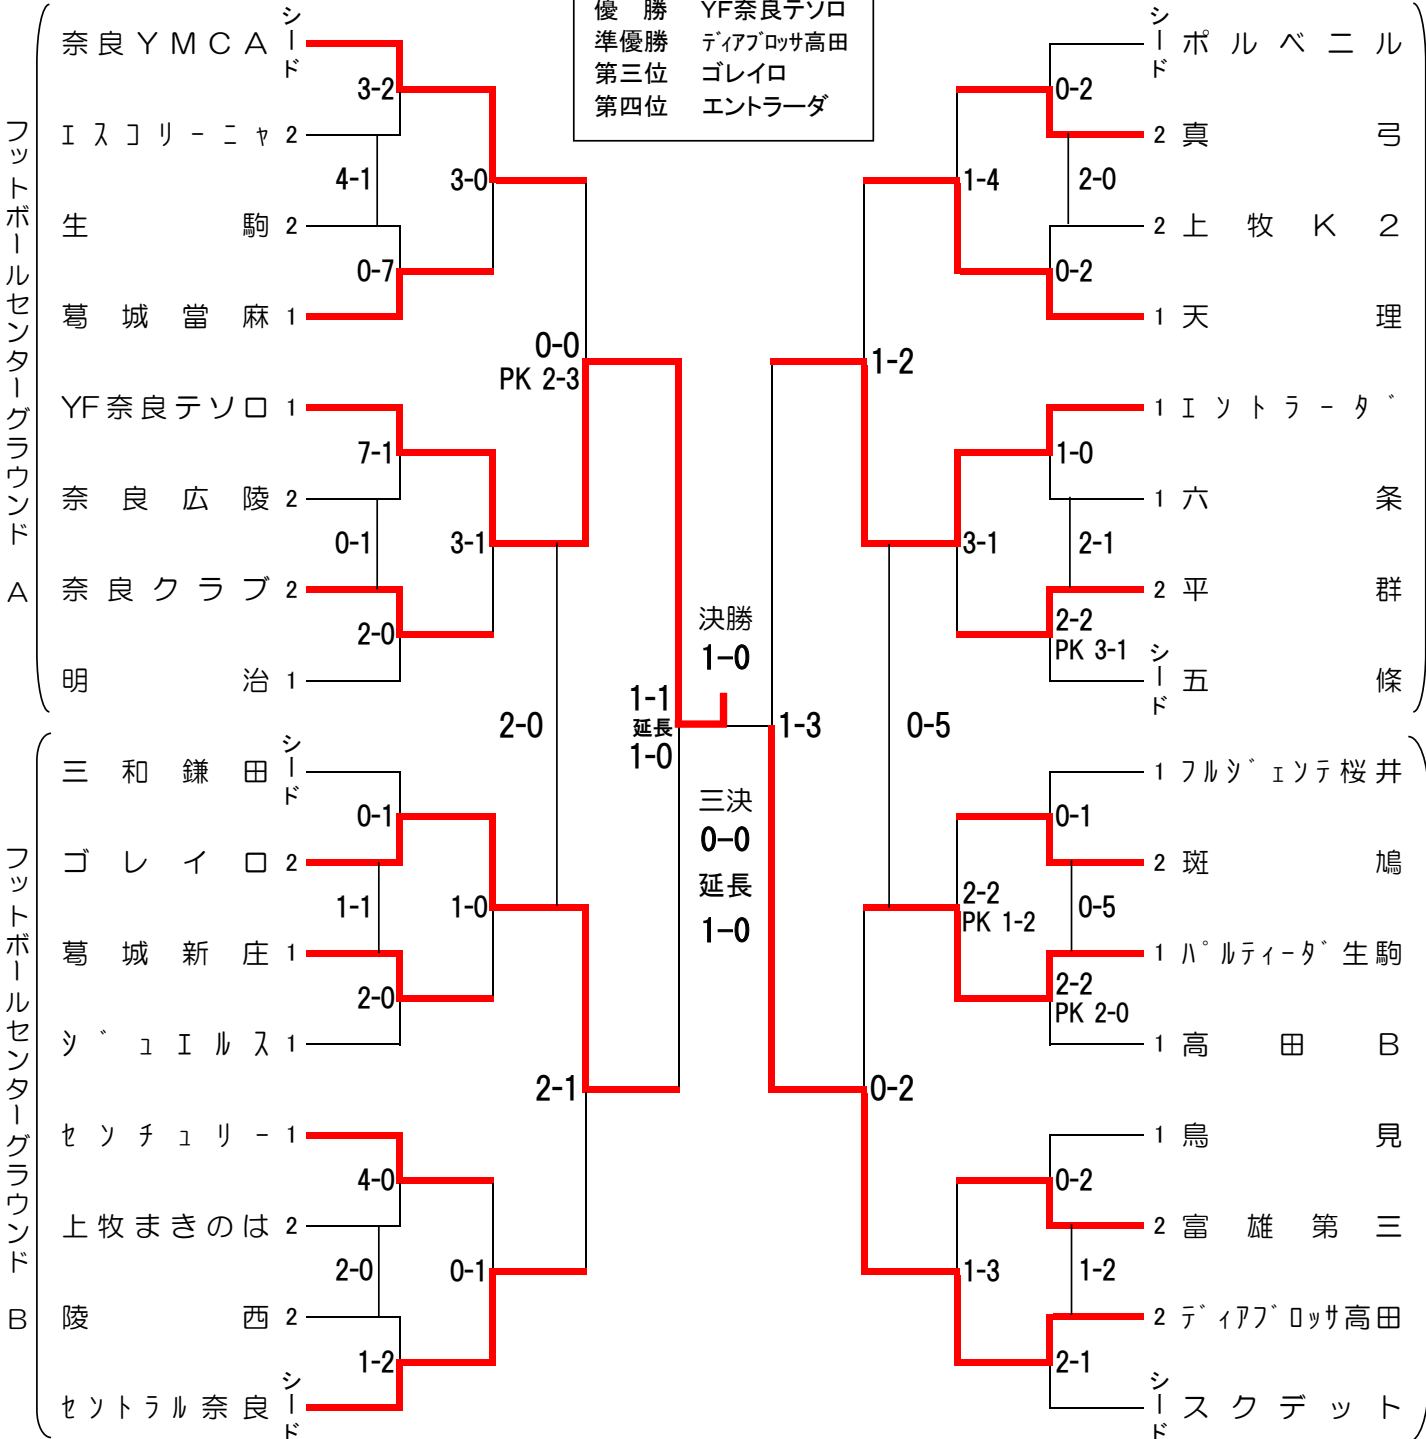 優勝 YF奈良テソロ
準優勝 ディアブロッサ高田
第三位 ゴレイロ
第四位 エントラーダ
フットボールセンターグラウンド A
奈良YMCA シード
3-2
エスコリーニャ 2
4-1
3-0
生駒 2
0-7
葛城當麻 1
0-0
PK 2-3
YF奈良テソロ 1
7-1
奈良広陵 2
0-1
3-1
奈良クラブ 2
2-0
明治 1
2-0
フットボールセンターグラウンド B
三和鎌田 シード
0-1
ゴレイロ 2
1-1
1-0
葛城新庄 1
2-0
ジュエルス 1
2-1
センチュリー 1
4-0
上牧まきのは 2
2-0
0-1
陵西 2
1-2
セントラル奈良 シード
1-1
延長
1-0
決勝
1-0
三決
0-0
延長
1-0
1-3
シード ポルベニル
0-2
2 真弓
1-4
2-0
2 上牧K2
0-2
1 天理
1-2
1 エントラーダ
1-0
1 六条
3-1
2-1
2 平群
2-2
PK 3-1
シード 五條
0-5
1 フルジェンテ桜井
0-1
2 斑鳩
2-2
PK 1-2
0-5
1 パルティーダ生駒
2-2
PK 2-0
1 高田B
0-2
1 鳥見
0-2
2 富雄第三
1-3
1-2
2 ディアブロッサ高田
2-1
シード スクデット